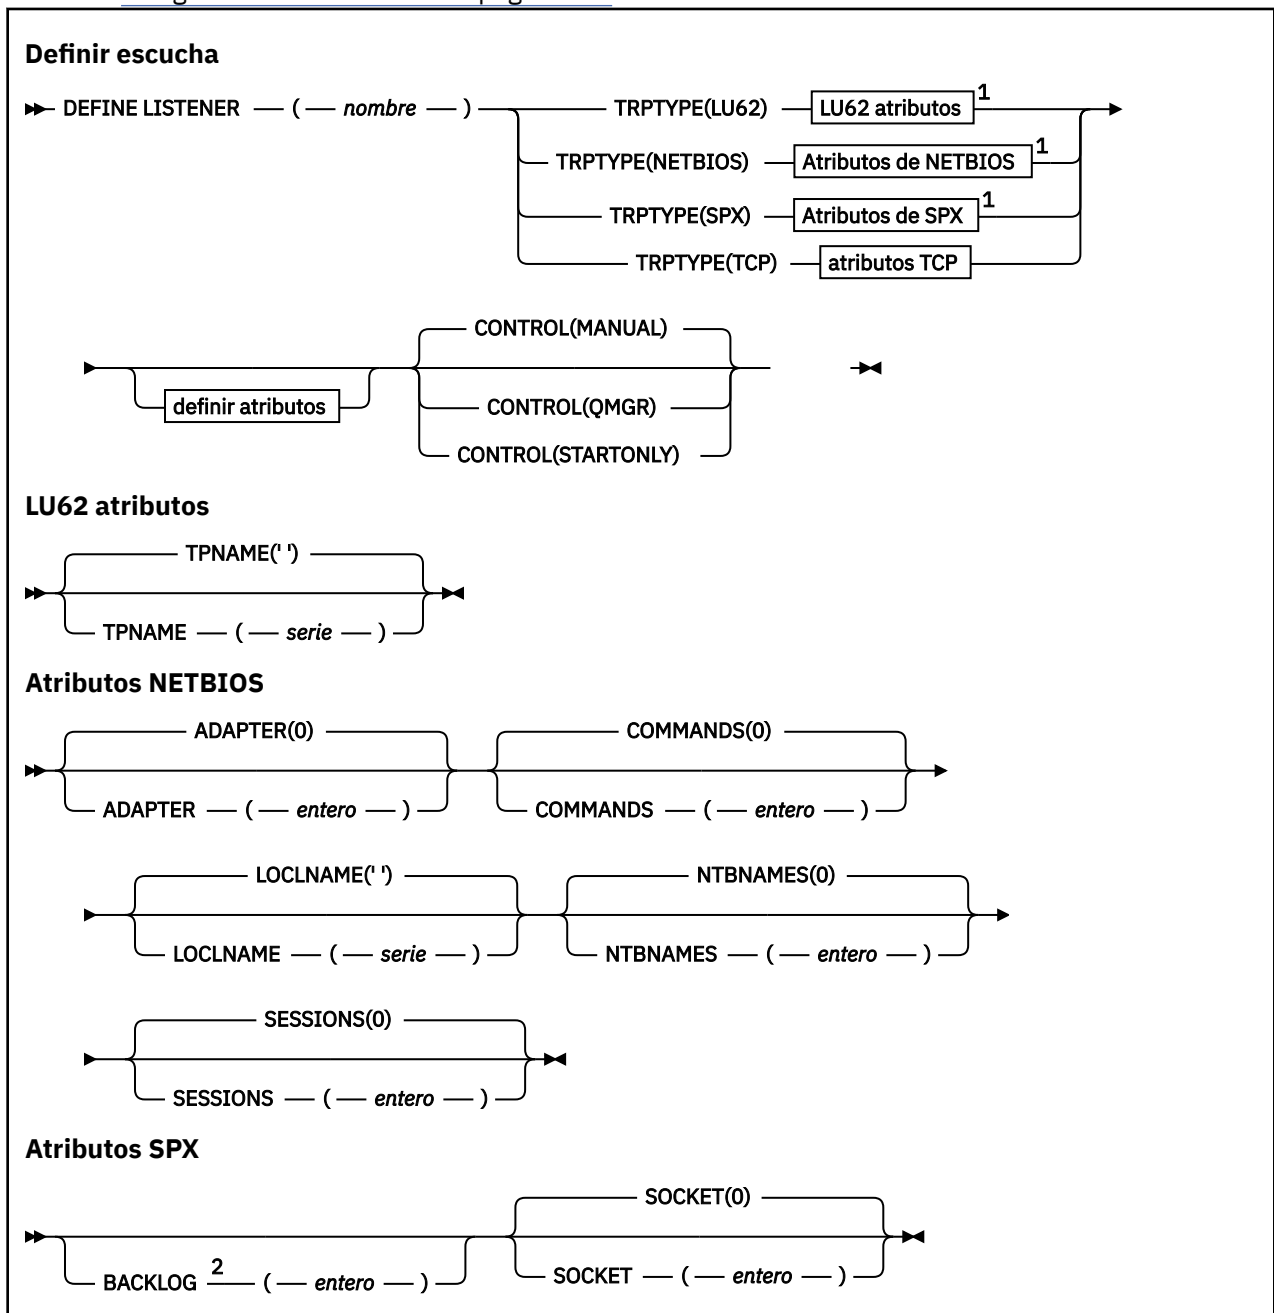 Definir escucha
DEFINE LISTENER ( nombre ) TRPTYPE(LU62) LU62 atributos 1
TRPTYPE(NETBIOS) Atributos de NETBIOS 1
TRPTYPE(SPX) Atributos de SPX 1
TRPTYPE(TCP) atributos TCP
CONTROL(MANUAL)
definir atributos CONTROL(QMGR)
CONTROL(STARTONLY)
LU62 atributos
TPNAME(' ')
TPNAME ( serie )
Atributos NETBIOS
ADAPTER(0) COMMANDS(0)
ADAPTER ( entero ) COMMANDS ( entero )
LOCLNAME(' ') NTBNAMES(0)
LOCLNAME ( serie ) NTBNAMES ( entero )
SESSIONS(0)
SESSIONS ( entero )
Atributos SPX
SOCKET(0)
BACKLOG 2 ( entero ) SOCKET ( entero )